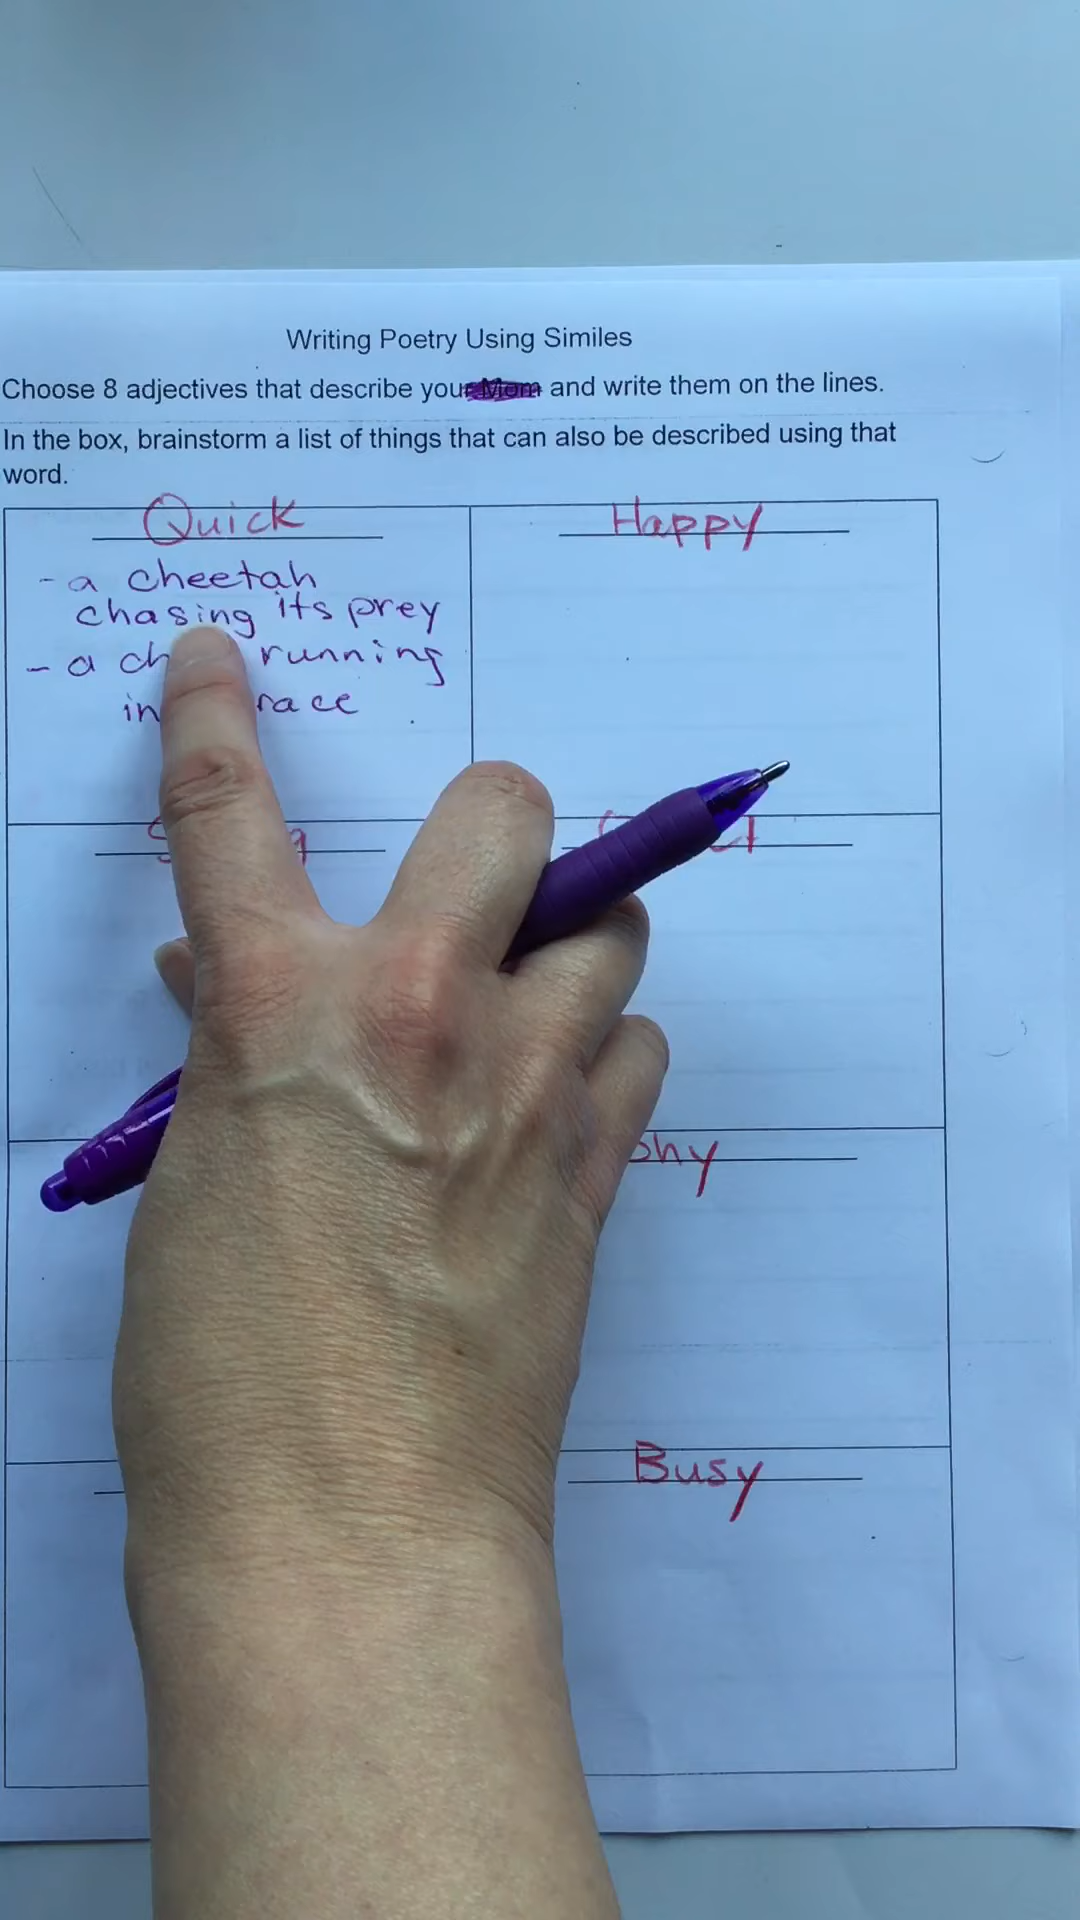 Writing Poetry Using Similes
Choose 8 adjectives that describe your Mom and write them on the lines.
In the box, brainstorm a list of things that can also be described using that
word.
Quick
Happy
- a cheetah
chasing its prey
- a running
in race
Busy